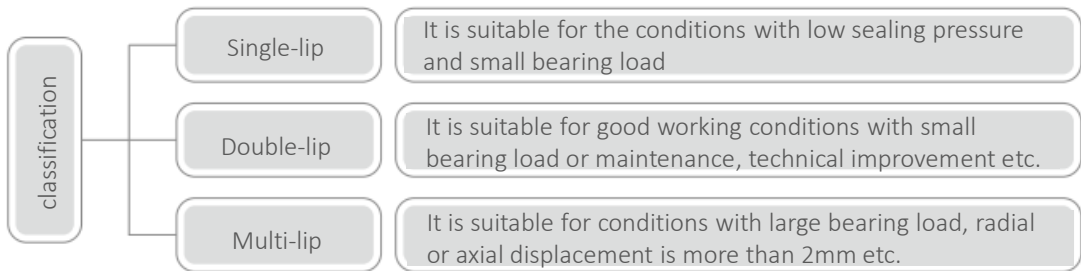 classification
Single-lip
It is suitable for the conditions with low sealing pressure
and small bearing load
Double-lip
It is suitable for good working conditions with small
bearing load or maintenance, technical improvement etc.
Multi-lip
It is suitable for conditions with large bearing load, radial
or axial displacement is more than 2mm etc.